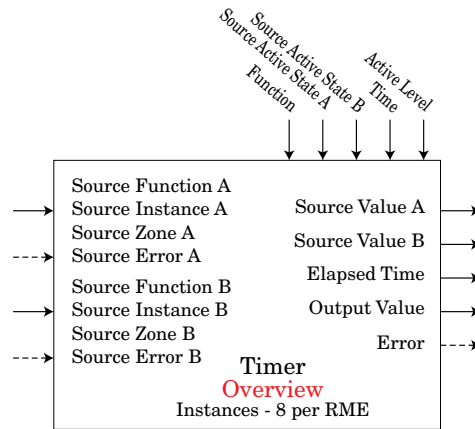 Function
Source Active State A
Source Active State B
Time
Active Level
Source Function A
Source Instance A
Source Zone A
Source Error A
Source Function B
Source Instance B
Source Zone B
Source Error B
Source Value A
Source Value B
Elapsed Time
Output Value
Error
Timer
Overview
Instances - 8 per RME